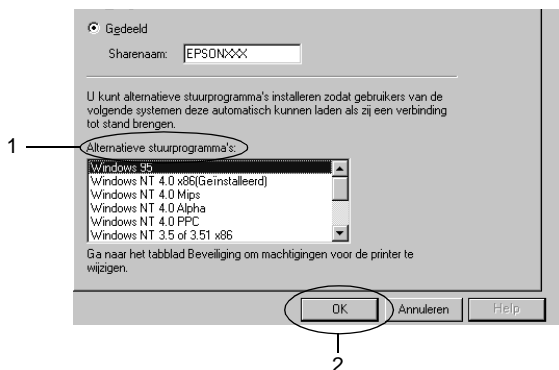 Gedeeld
Sharenaam: EPSONXXX
U kunt alternatieve stuurprogramma's installeren zodat gebruikers van de
volgende systemen deze automatisch kunnen laden als zij een verbinding
tot stand brengen.
1
Alternatieve stuurprogramma's:
Windows 95
Windows NT 4.0 x86(Geïnstalleerd)
Windows NT 4.0 Mips
Windows NT 4.0 Alpha
Windows NT 4.0 PPC
Windows NT 3.5 of 3.51 x86
Ga naar het tabblad Beveiliging om machtigingen voor de printer te
wijzigen.
OK Annuleren Help
2